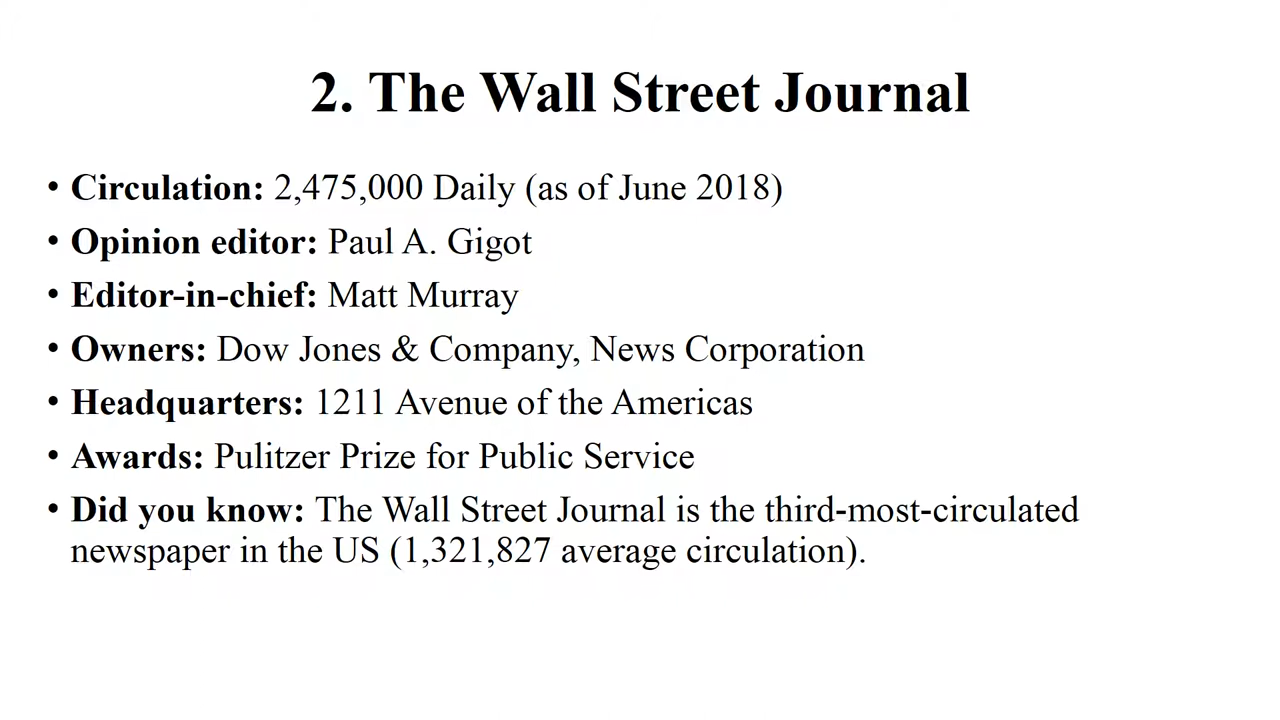 2. The Wall Street Journal
• Circulation: 2,475,000 Daily (as of June 2018)
• Opinion editor: Paul A. Gigot
• Editor-in-chief: Matt Murray
• Owners: Dow Jones & Company, News Corporation
• Headquarters: 1211 Avenue of the Americas
• Awards: Pulitzer Prize for Public Service
• Did you know: The Wall Street Journal is the third-most-circulated
newspaper in the US (1,321,827 average circulation).